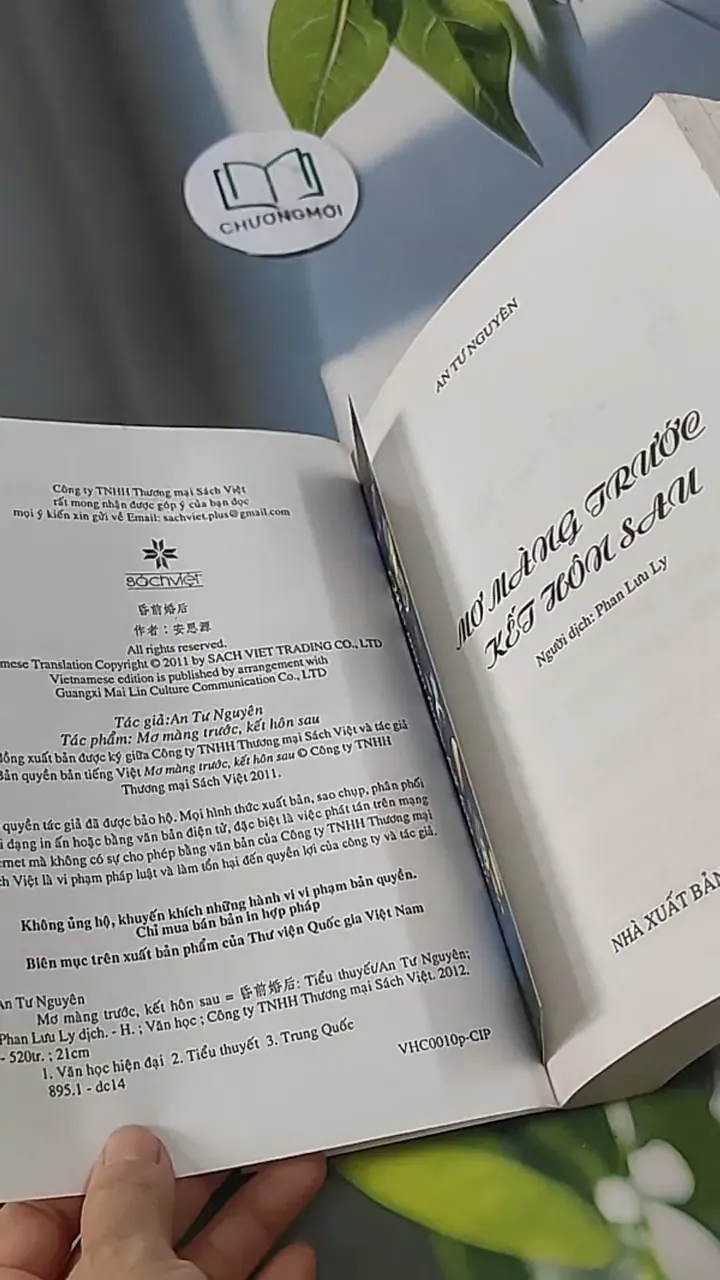 CHƯƠNGMỚI
Công ty TNHH Thương mại Sách Việt
rất mong nhận được góp ý của bạn đọc
mọi ý kiến xin gửi về Email: sachviet.plus@gmail.com
sáchviệt
昏前婚后
作者：安思源
All rights reserved.
Translation Copyright © 2011 by SACH VIET TRADING CO., LTD
Vietnamese edition is published by arrangement with
Guangxi Mai Lin Culture Communication Co., LTD
Tác giả:An Tư Nguyên
Tác phẩm: Mơ màng trước, kết hôn sau
đồng xuất bản được ký giữa Công ty TNHH Thương mại Sách Việt và tác giả
Bản quyền bản tiếng Việt Mơ màng trước, kết hôn sau © Công ty TNHH
Thương mại Sách Việt 2011.
quyền tác giả đã được bảo hộ. Mọi hình thức xuất bản, sao chụp, phân phối
dạng in ấn hoặc bằng văn bản điện tử, đặc biệt là việc phát tán trên mạng
mà không có sự cho phép bằng văn bản của Công ty TNHH Thương mại
Việt là vi phạm pháp luật và làm tổn hại đến quyền lợi của công ty và tác giả.
Không ủng hộ, khuyến khích những hành vi vi phạm bản quyền.
Chỉ mua bán bản in hợp pháp
Biên mục trên xuất bản phẩm của Thư viện Quốc gia Việt Nam
An Tư Nguyên
Mơ màng trước, kết hôn sau = 昏前婚后: Tiểu thuyết/An Tư Nguyên;
Phan Lưu Ly dịch. - H. ; Văn học ; Công ty TNHH Thương mại Sách Việt. 2012.
- 520tr. ; 21cm
1. Văn học hiện đại 2. Tiểu thuyết 3. Trung Quốc
895.1 - dc14
VHC0010p-CIP
AN TƯ NGUYÊN
MƠ MÀNG TRƯỚC
KẾT HÔN SAU
Người dịch: Phan Lưu Ly
NHÀ XUẤT BẢN